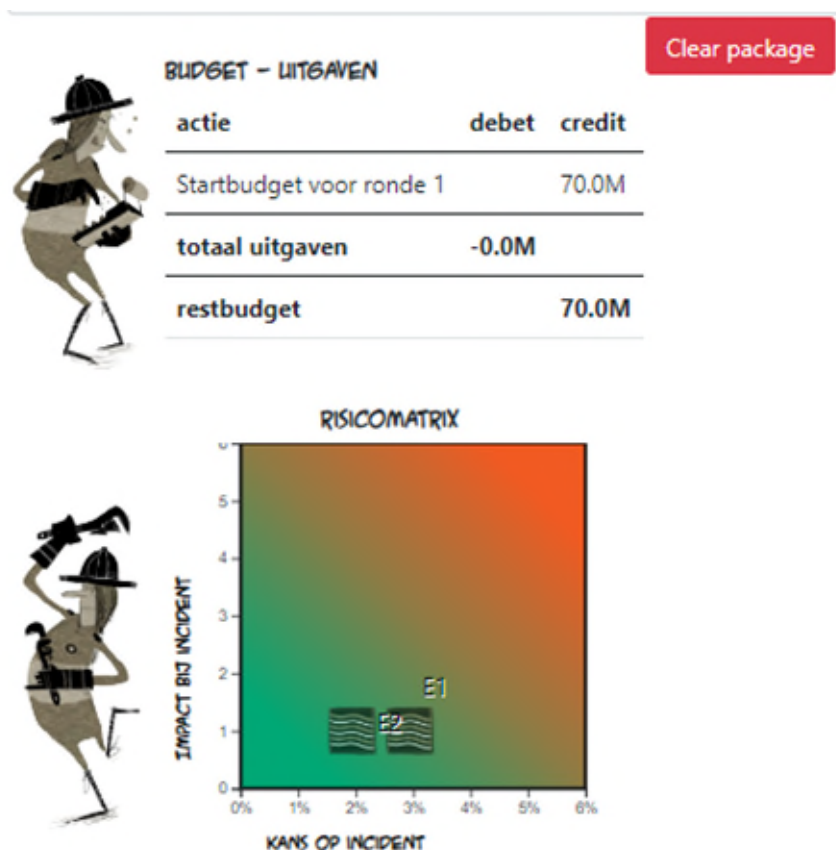 Clear package
BUDGET - UITGAVEN
actie debet credit
Startbudget voor ronde 1 70.0M
totaal uitgaven -0.0M
restbudget 70.0M
RISICOMATRIX
IMPACT BIJ INCIDENT
5
4
3
2
1
0
E1
E2
0% 1% 2% 3% 4% 5% 6%
KANS OP INCIDENT